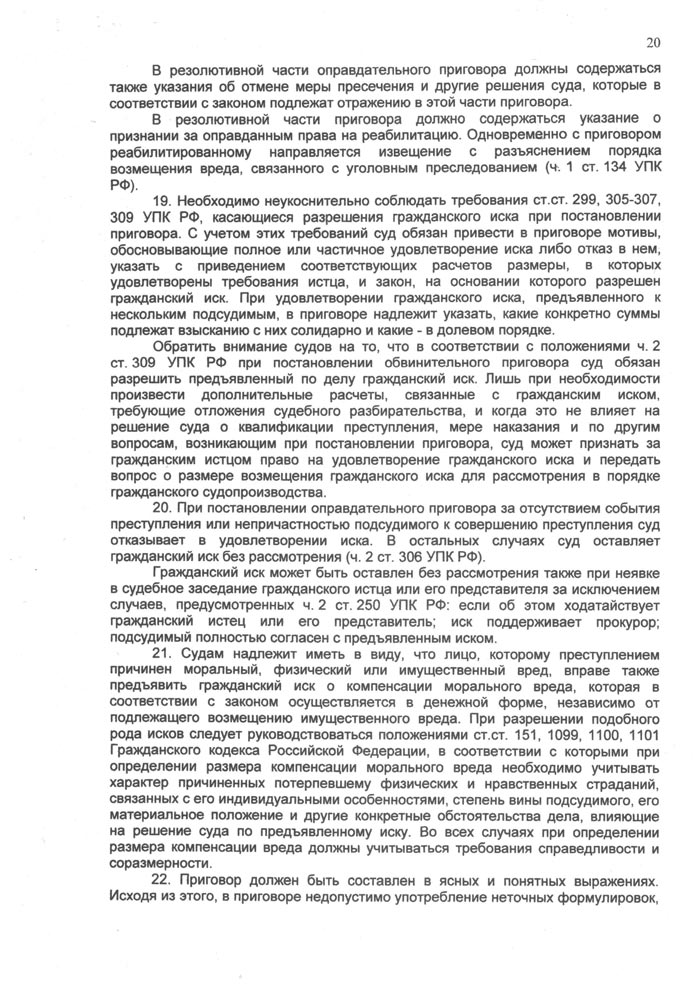 20
В резолютивной части оправдательного приговора должны содержаться
также указания об отмене меры пресечения и другие решения суда, которые в
соответствии с законом подлежат отражению в этой части приговора.
В резолютивной части приговора должно содержаться указание о
признании за оправданным права на реабилитацию. Одновременно с приговором
реабилитированному направляется извещение с разъяснением порядка
возмещения вреда, связанного с уголовным преследованием (ч. 1 ст. 134 УПК
РФ).
19. Необходимо неукоснительно соблюдать требования ст.ст. 299, 305-307,
309 УПК РФ, касающиеся разрешения гражданского иска при постановлении
приговора. С учетом этих требований суд обязан привести в приговоре мотивы,
обосновывающие полное или частичное удовлетворение иска либо отказ в нем,
указать с приведением соответствующих расчетов размеры, в которых
удовлетворены требования истца, и закон, на основании которого разрешен
гражданский иск. При удовлетворении гражданского иска, предъявленного к
нескольким подсудимым, в приговоре надлежит указать, какие конкретно суммы
подлежат взысканию с них солидарно и какие - в долевом порядке.
Обратить внимание судов на то, что в соответствии с положениями ч. 2
ст. 309 УПК РФ при постановлении обвинительного приговора суд обязан
разрешить предъявленный по делу гражданский иск. Лишь при необходимости
произвести дополнительные расчеты, связанные с гражданским иском,
требующие отложения судебного разбирательства, и когда это не влияет на
решение суда о квалификации преступления, мере наказания и по другим
вопросам, возникающим при постановлении приговора, суд может признать за
гражданским истцом право на удовлетворение гражданского иска и передать
вопрос о размере возмещения гражданского иска для рассмотрения в порядке
гражданского судопроизводства.
20. При постановлении оправдательного приговора за отсутствием события
преступления или непричастностью подсудимого к совершению преступления суд
отказывает в удовлетворении иска. В остальных случаях суд оставляет
гражданский иск без рассмотрения (ч. 2 ст. 306 УПК РФ).
Гражданский иск может быть оставлен без рассмотрения также при неявке
в судебное заседание гражданского истца или его представителя за исключением
случаев, предусмотренных ч. 2 ст. 250 УПК РФ: если об этом ходатайствует
гражданский истец или его представитель; иск поддерживает прокурор;
подсудимый полностью согласен с предъявленным иском.
21. Судам надлежит иметь в виду, что лицо, которому преступлением
причинен моральный, физический или имущественный вред, вправе также
предъявить гражданский иск о компенсации морального вреда, которая в
соответствии с законом осуществляется в денежной форме, независимо от
подлежащего возмещению имущественного вреда. При разрешении подобного
рода исков следует руководствоваться положениями ст.ст. 151, 1099, 1100, 1101
Гражданского кодекса Российской Федерации, в соответствии с которыми при
определении размера компенсации морального вреда необходимо учитывать
характер причиненных потерпевшему физических и нравственных страданий,
связанных с его индивидуальными особенностями, степень вины подсудимого, его
материальное положение и другие конкретные обстоятельства дела, влияющие
на решение суда по предъявленному иску. Во всех случаях при определении
размера компенсации вреда должны учитываться требования справедливости и
соразмерности.
22. Приговор должен быть составлен в ясных и понятных выражениях.
Исходя из этого, в приговоре недопустимо употребление неточных формулировок,